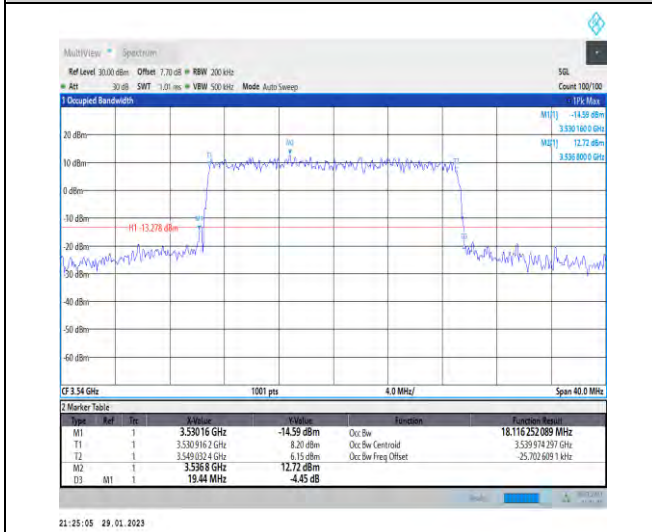 MultiView Spectrum
Ref Level 30.00 dBm Offset 7.70 dB RBW 200 kHz SGL
Att 30 dB SWT 1.01 ms VBW 500 kHz Mode Auto Sweep Count 100/100
1 Occupied Bandwidth 1Pk Max
M1[1] -14.59 dBm
3.530 160 0 GHz
M2[1] 12.72 dBm
3.536 800 0 GHz
20 dBm
M2
T1
10 dBm
0 dBm
-10 dBm
M1
H1 -13.278 dBm
-20 dBm
-30 dBm
-40 dBm
-50 dBm
-60 dBm
CF 3.54 GHz 1001 pts 4.0 MHz/ Span 40.0 MHz
2 Marker Table
Type Ref Trc X-Value Y-Value Function Function Result
M1 1 3.53016 GHz -14.59 dBm Occ Bw 18.116 252 089 MHz
T1 1 3.530 916 2 GHz 8.20 dBm Occ Bw Centroid 3.539 974 297 GHz
T2 1 3.549 032 4 GHz 6.15 dBm Occ Bw Freq Offset -25.702 609 1 kHz
M2 1 3.536 8 GHz 12.72 dBm
D3 M1 1 19.44 MHz -4.45 dB
21:25:05 29.01.2023